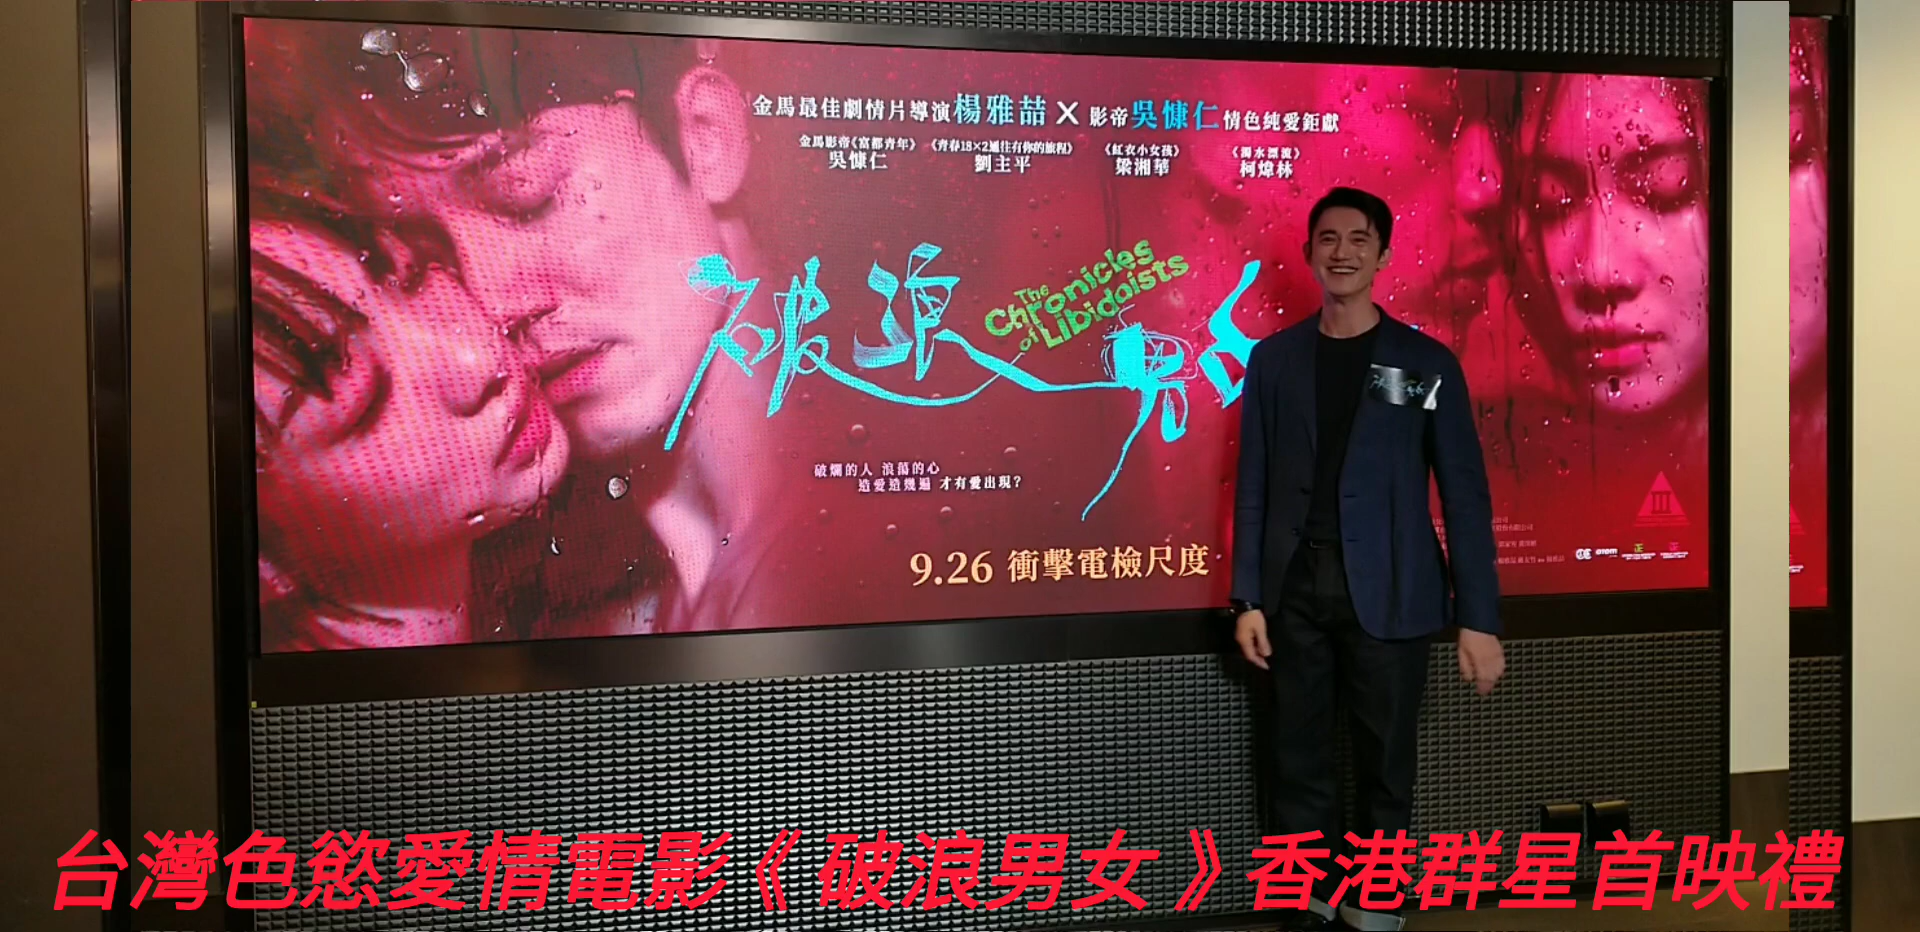 金馬最佳劇情片導演楊雅喆 X 影帝吳慷仁情色純愛鉅獻
金馬影帝《富都青年》 《青春18×2通往有你的旅程》 《紅衣小女孩》 《濁水漂流》
吳慷仁 劉主平 梁湘華 柯煒林
破浪男女
The
Chronicles
of Libidoists
破爛的人 浪蕩的心
造愛造幾遍 才有愛出現?
9.26 衝擊電檢尺度
III
台灣色慾愛情電影《破浪男女》香港群星首映禮